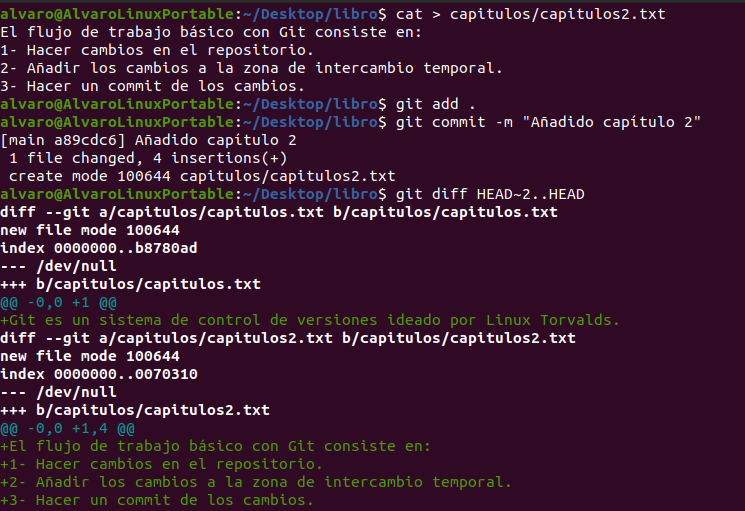 alvaro@AlvaroLinuxPortable:~/Desktop/libro$ cat > capitulos/capitulos2.txt
El flujo de trabajo básico con Git consiste en:
1- Hacer cambios en el repositorio.
2- Añadir los cambios a la zona de intercambio temporal.
3- Hacer un commit de los cambios.
alvaro@AlvaroLinuxPortable:~/Desktop/libro$ git add .
alvaro@AlvaroLinuxPortable:~/Desktop/libro$ git commit -m "Añadido capítulo 2"
[main a89cdc6] Añadido capítulo 2
 1 file changed, 4 insertions(+)
 create mode 100644 capitulos/capitulos2.txt
alvaro@AlvaroLinuxPortable:~/Desktop/libro$ git diff HEAD~2..HEAD
diff --git a/capitulos/capitulos.txt b/capitulos/capitulos.txt
new file mode 100644
index 0000000..b8780ad
--- /dev/null
+++ b/capitulos/capitulos.txt
@@ -0,0 +1 @@
+Git es un sistema de control de versiones ideado por Linux Torvalds.
diff --git a/capitulos/capitulos2.txt b/capitulos/capitulos2.txt
new file mode 100644
index 0000000..0070310
--- /dev/null
+++ b/capitulos/capitulos2.txt
@@ -0,0 +1,4 @@
+El flujo de trabajo básico con Git consiste en:
+1- Hacer cambios en el repositorio.
+2- Añadir los cambios a la zona de intercambio temporal.
+3- Hacer un commit de los cambios.